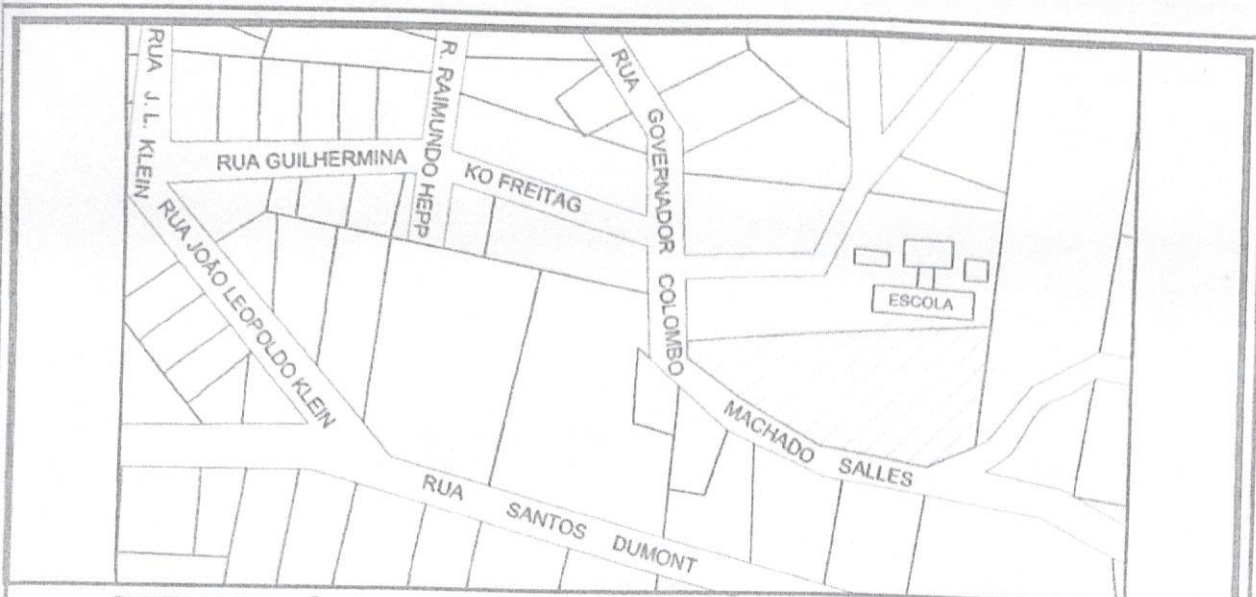 RUA J. L. KLEIN
R. RAIMUNDO HEPP
RUA GOVERNADOR COLOMBO MACHADO SALLES
RUA GUILHERMINA KO FREITAG
RUA JOÃO LEOPOLDO KLEIN
ESCOLA
RUA SANTOS DUMONT